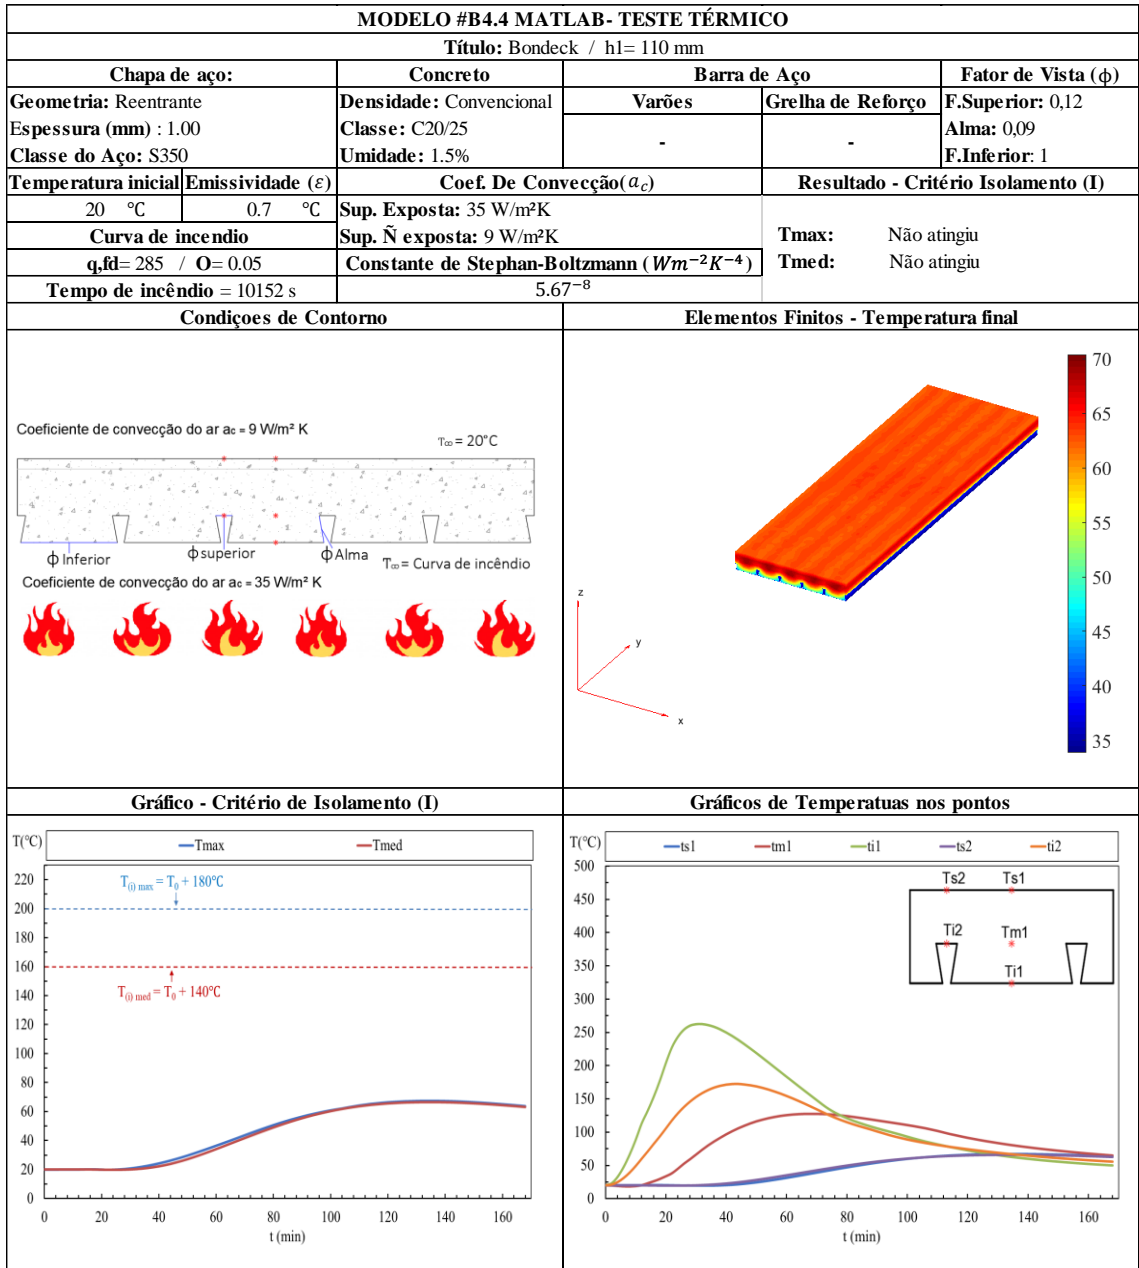 MODELO #B4.4 MATLAB- TESTE TÉRMICO
Título: Bondeck / h1= 110 mm
Chapa de aço:
Concreto
Barra de Aço
Fator de Vista (ϕ)
Geometria: Reentrante
Densidade: Convencional
Varões
Grelha de Reforço
F.Superior: 0,12
Espessura (mm) : 1.00
Classe: C20/25
-
-
Alma: 0,09
Classe do Aço: S350
Umidade: 1.5%
F.Inferior: 1
Temperatura inicial
Emissividade (ε)
Coef. De Convecção(a_c)
Resultado - Critério Isolamento (I)
20 °C
0.7 °C
Sup. Exposta: 35 W/m²K
Curva de incendio
Sup. Ñ exposta: 9 W/m²K
Tmax: Não atingiu
q,fd= 285 / O= 0.05
Constante de Stephan-Boltzmann (Wm⁻²K⁻⁴)
Tmed: Não atingiu
Tempo de incêndio = 10152 s
5.67⁻⁸
Condiçoes de Contorno
Elementos Finitos - Temperatura final
Coeficiente de convecção do ar ac = 9 W/m² K
T∞ = 20°C
ϕ Inferior
ϕ superior
ϕ Alma
T∞= Curva de incêndio
Coeficiente de convecção do ar ac = 35 W/m² K
70
65
60
55
50
45
40
35
z
y
x
Gráfico - Critério de Isolamento (I)
Gráficos de Temperatuas nos pontos
T(°C)
Tmax
Tmed
220
200
180
160
140
120
100
80
60
40
20
0
T(i) max = T0 + 180°C
T(i) med = T0 + 140°C
0 20 40 60 80 100 120 140 160
t (min)
T(°C)
ts1
tm1
ti1
ts2
ti2
500
450
400
350
300
250
200
150
100
50
0
Ts2
Ts1
Ti2
Tm1
Ti1
0 20 40 60 80 100 120 140 160
t (min)